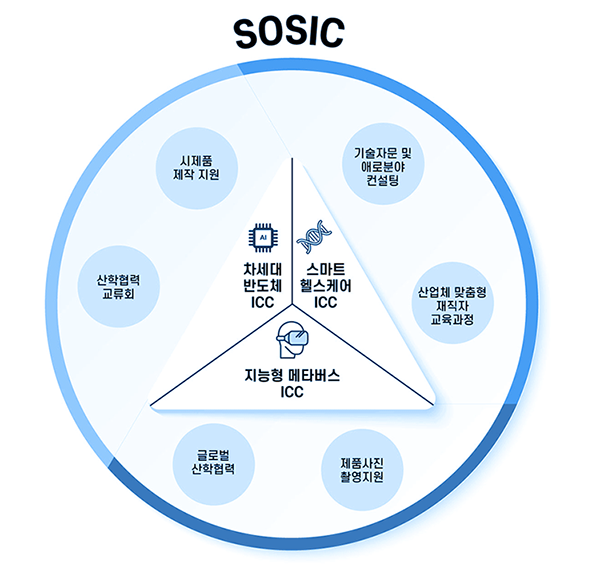 SOSIC
시제품
제작 지원
기술자문 및
애로분야
컨설팅
산학협력
교류회
산업체 맞춤형
재직자
교육과정
AI
차세대
반도체
ICC
스마트
헬스케어
ICC
지능형 메타버스
ICC
글로벌
산학협력
제품사진
촬영지원